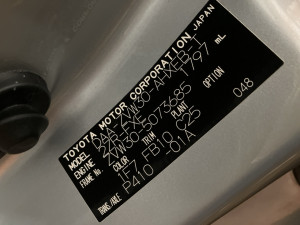 TOYOTA MOTOR CORPORATION JAPAN
MODEL DAA-ZVW30-AHXEBE
ENGINE 2ZR 1797 mL
FRAME No. ZVW30-5073685
COLOR TRIM PLANT OPTION
1F7 FB10 C25 048
TRANS./AXLE P410 -01A